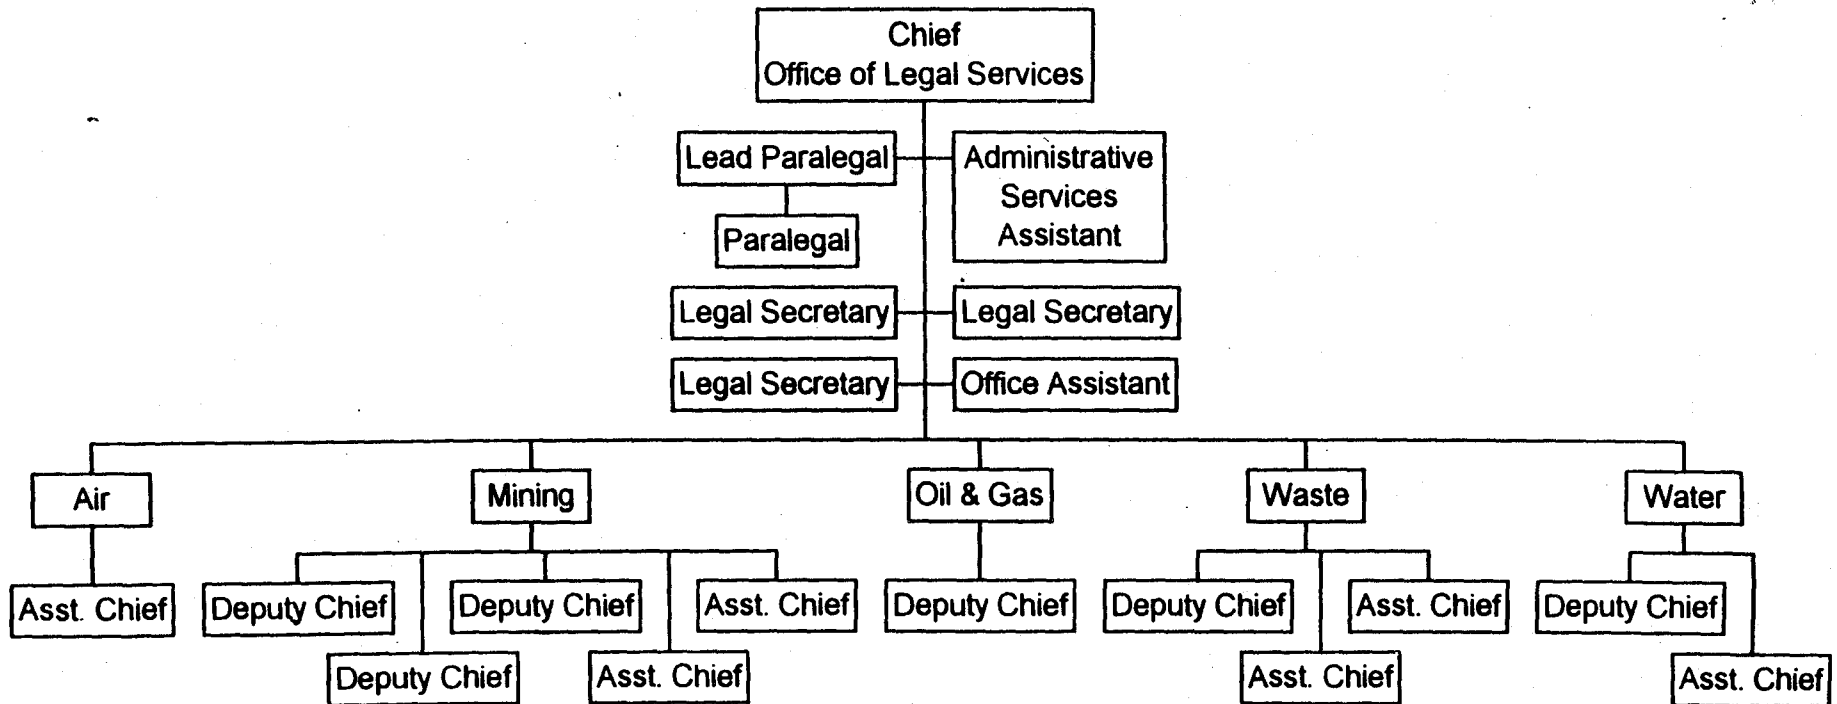 Chief
Office of Legal Services
Lead Paralegal
Administrative
Services
Assistant
Paralegal
Legal Secretary
Legal Secretary
Legal Secretary
Office Assistant
Air
Mining
Oil & Gas
Waste
Water
Asst. Chief
Deputy Chief
Deputy Chief
Asst. Chief
Deputy Chief
Deputy Chief
Asst. Chief
Deputy Chief
Deputy Chief
Asst. Chief
Asst. Chief
Asst. Chief